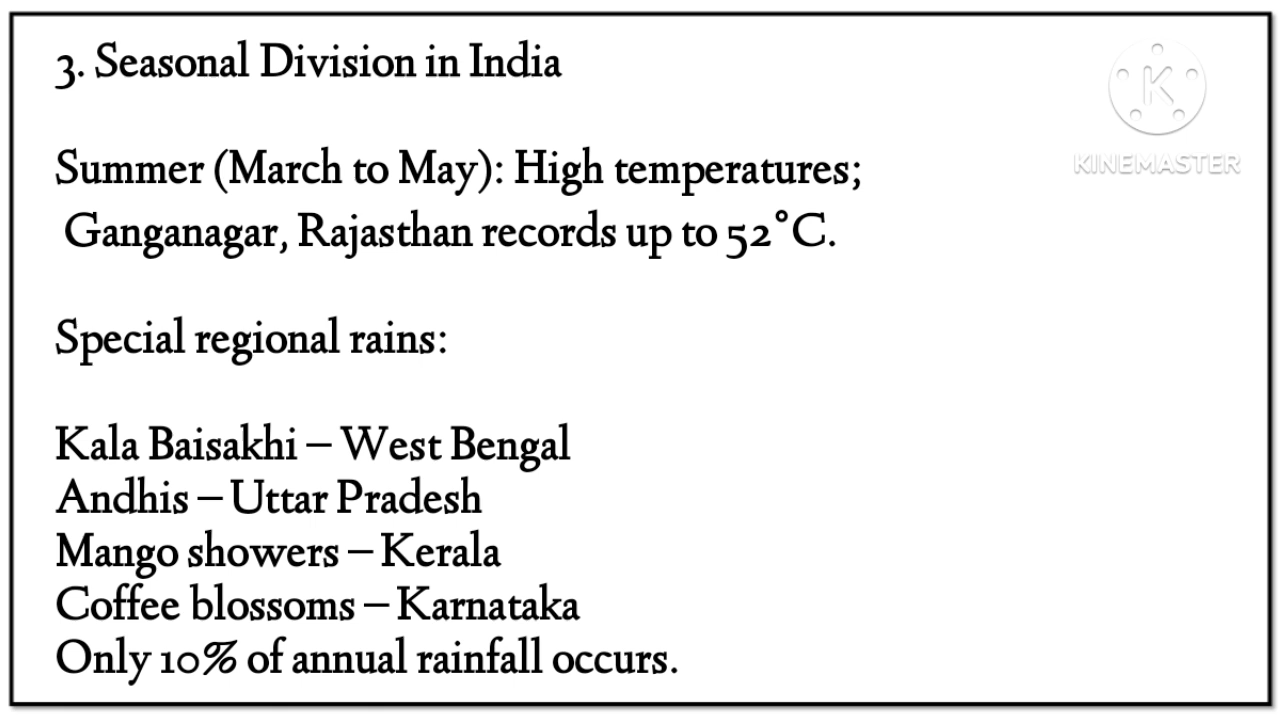 3. Seasonal Division in India
Summer (March to May): High temperatures;
Ganganagar, Rajasthan records up to 52°C.
Special regional rains:
Kala Baisakhi – West Bengal
Andhis – Uttar Pradesh
Mango showers – Kerala
Coffee blossoms – Karnataka
Only 10% of annual rainfall occurs.
K
KINEMASTER